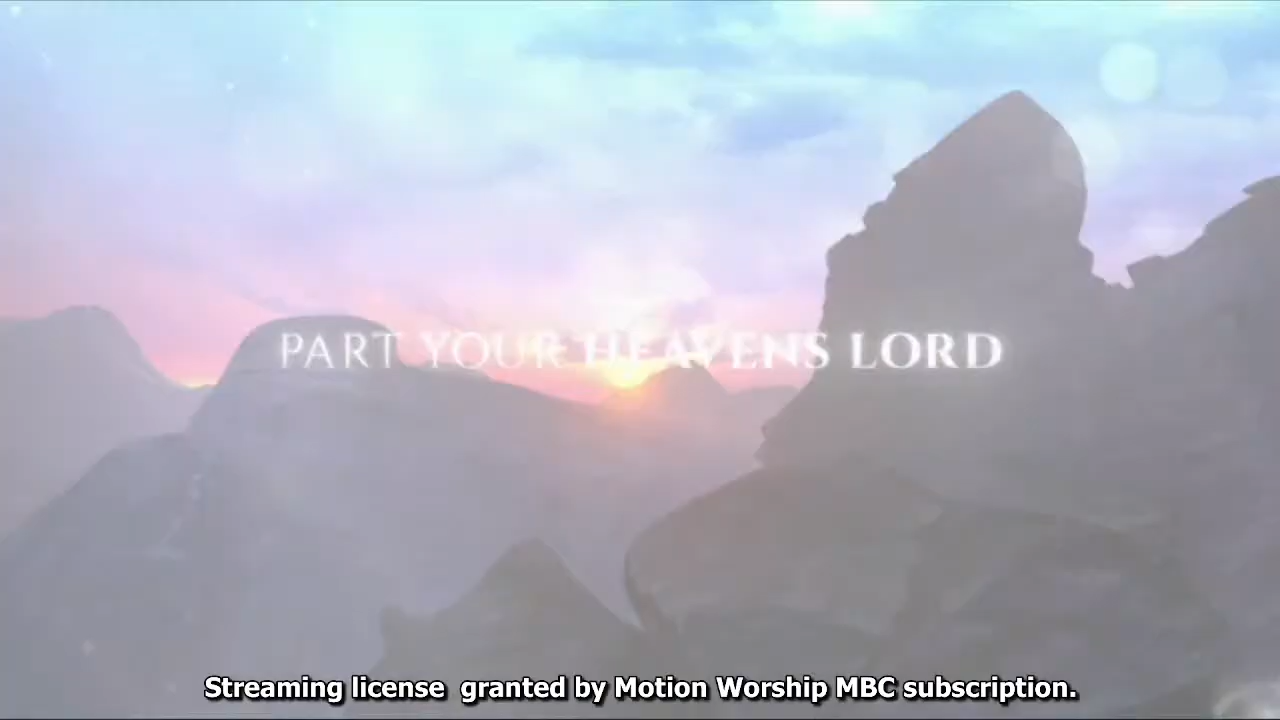 PART YOUR HEAVENS LORD
Streaming license  granted by Motion Worship MBC subscription.